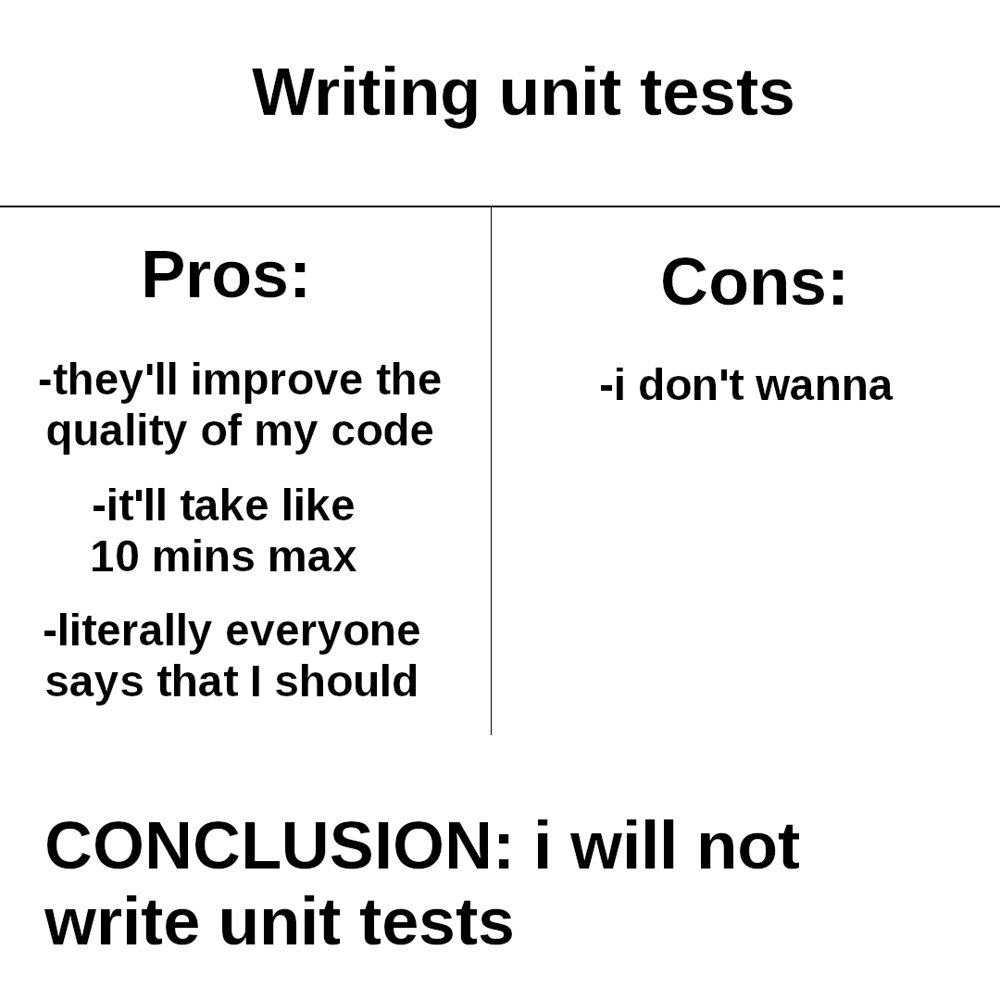 Writing unit tests
Pros:
-they'll improve the
quality of my code
-it'll take like
10 mins max
-literally everyone
says that I should
Cons:
-i don't wanna
CONCLUSION: i will not
write unit tests